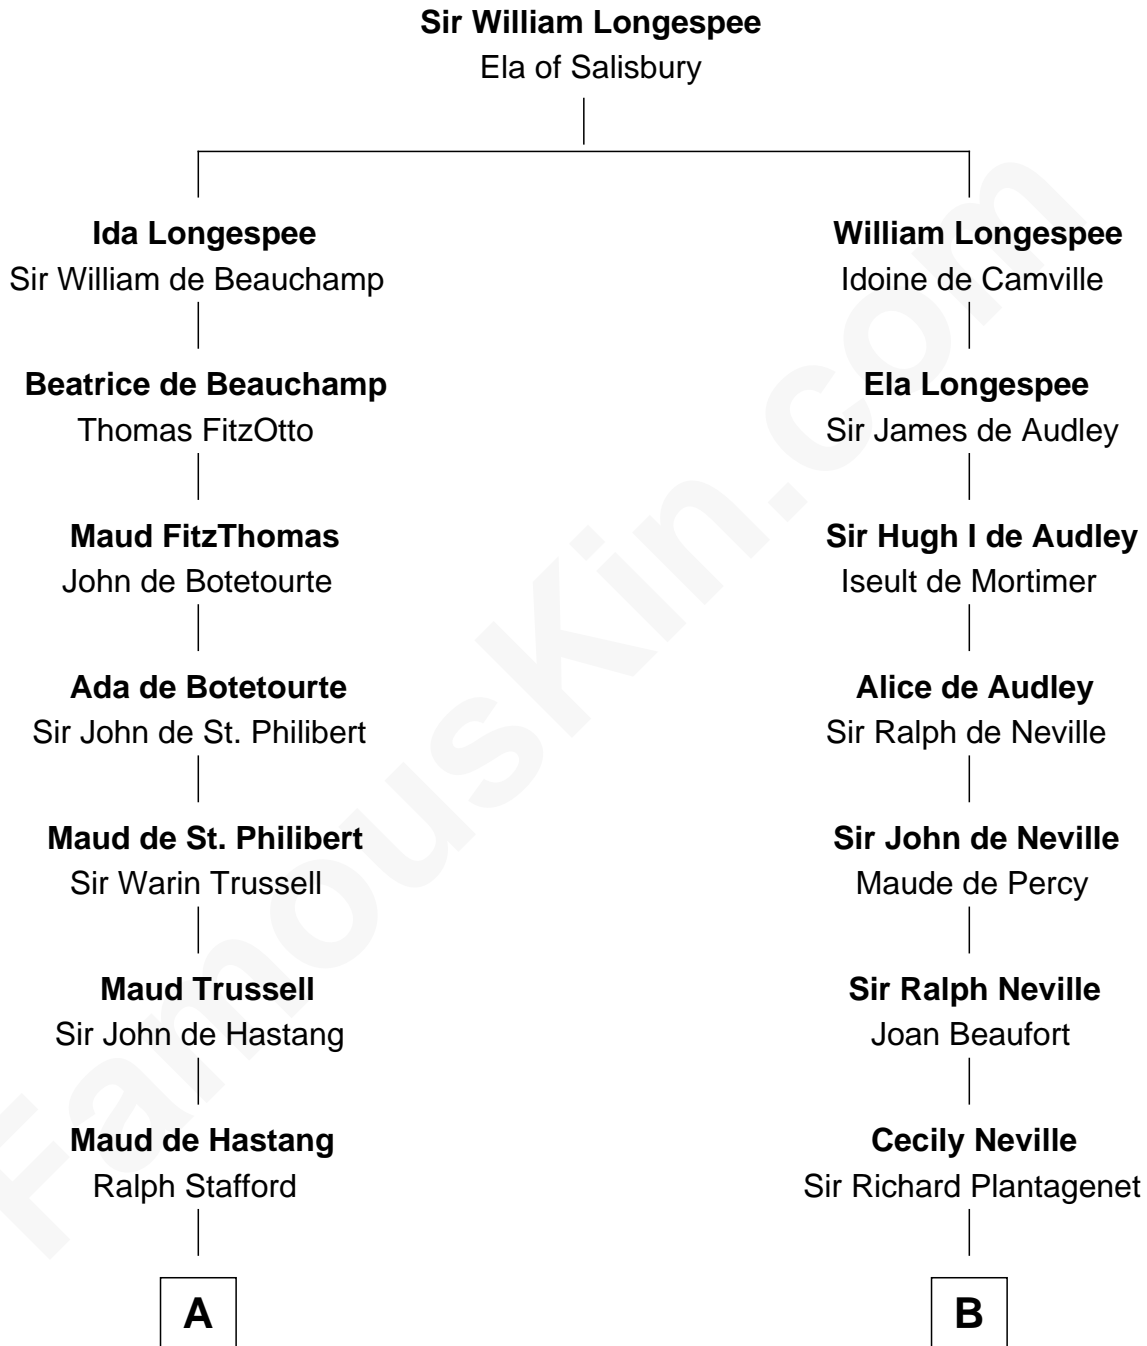 Sir William Longespee
Ela of Salisbury
Ida Longespee
Sir William de Beauchamp
William Longespee
Idoine de Camville
Beatrice de Beauchamp
Thomas FitzOtto
Ela Longespee
Sir James de Audley
Maud FitzThomas
John de Botetourte
Sir Hugh I de Audley
Iseult de Mortimer
Ada de Botetourte
Sir John de St. Philibert
Alice de Audley
Sir Ralph de Neville
Maud de St. Philibert
Sir Warin Trussell
Sir John de Neville
Maude de Percy
Maud Trussell
Sir John de Hastang
Sir Ralph Neville
Joan Beaufort
Maud de Hastang
Ralph Stafford
Cecily Neville
Sir Richard Plantagenet
A
B
FamousKin.com